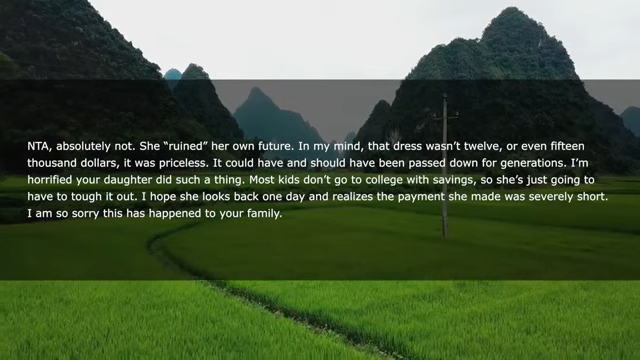 NTA, absolutely not. She “ruined” her own future. In my mind, that dress wasn’t twelve, or even fifteen
thousand dollars, it was priceless. It could have and should have been passed down for generations. I’m
horrified your daughter did such a thing. Most kids don’t go to college with savings, so she’s just going to
have to tough it out. I hope she looks back one day and realizes the payment she made was severely short.
I am so sorry this has happened to your family.